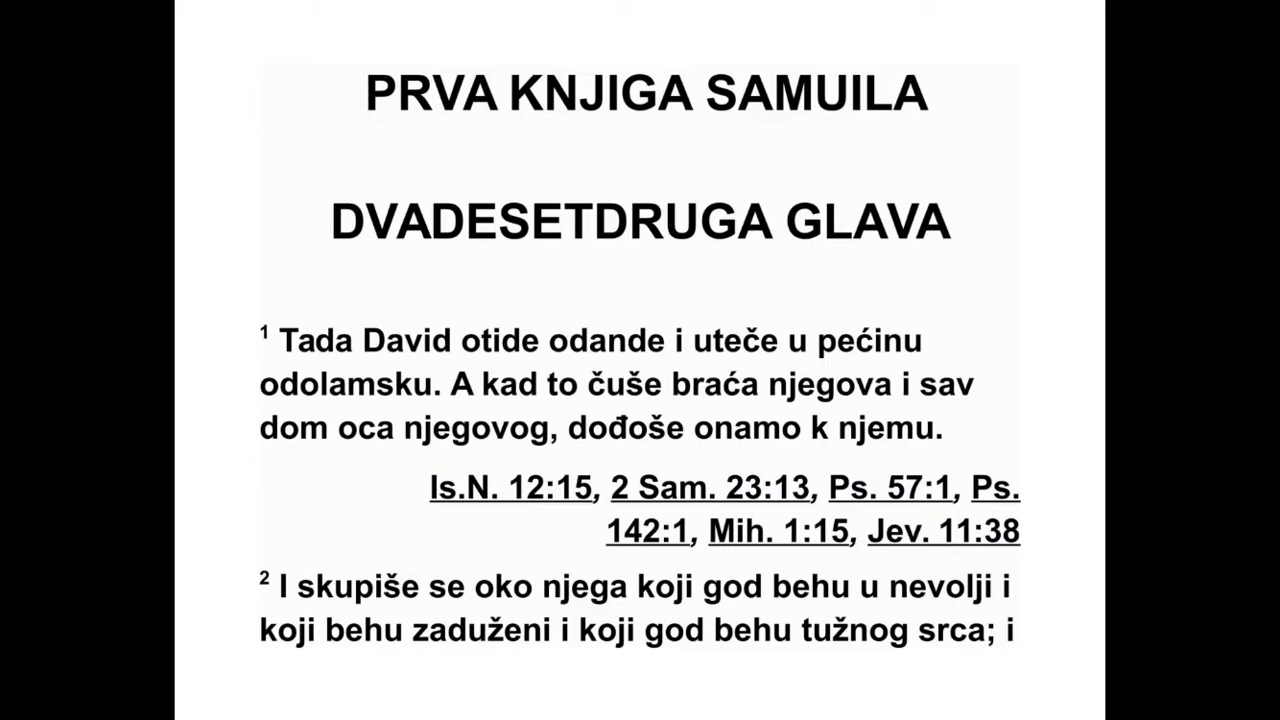 PRVA KNJIGA SAMUILA
DVADESETDRUGA GLAVA
1 Tada David otide odande i uteče u pećinu
odolamsku. A kad to čuše braća njegova i sav
dom oca njegovog, dođoše onamo k njemu.
Is.N. 12:15, 2 Sam. 23:13, Ps. 57:1, Ps.
142:1, Mih. 1:15, Jev. 11:38
2 I skupiše se oko njega koji god behu u nevolji i
koji behu zaduženi i koji god behu tužnog srca; i